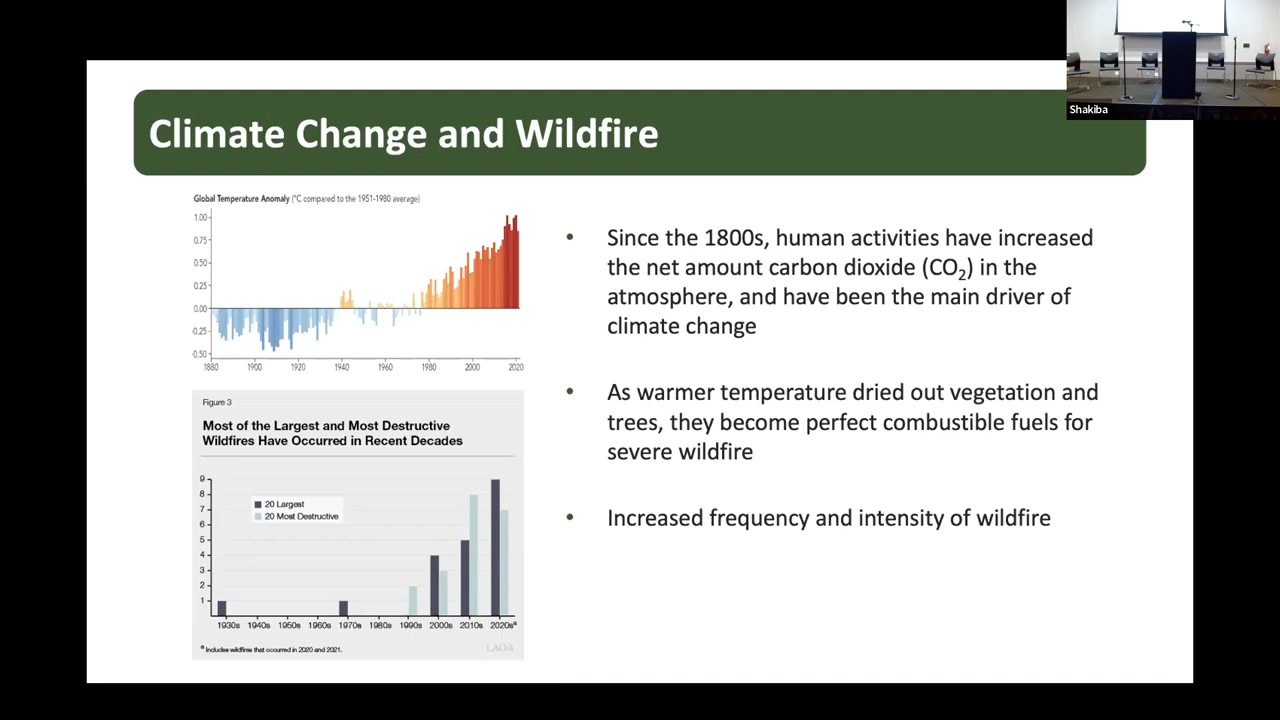 Shakiba
Climate Change and Wildfire
Global Temperature Anomaly (°C compared to the 1951-1980 average)
1.00
0.75
0.50
0.25
0.00
-0.25
-0.50
1880 1900 1920 1940 1960 1980 2000 2020
Figure 3
Most of the Largest and Most Destructive
Wildfires Have Occurred in Recent Decades
9
8
7
6
5
4
3
2
1
20 Largest
20 Most Destructive
1930s 1940s 1950s 1960s 1970s 1980s 1990s 2000s 2010s 2020sᵃ
ᵃ Includes wildfires that occurred in 2020 and 2021.
• Since the 1800s, human activities have increased
the net amount carbon dioxide (CO₂) in the
atmosphere, and have been the main driver of
climate change
• As warmer temperature dried out vegetation and
trees, they become perfect combustible fuels for
severe wildfire
• Increased frequency and intensity of wildfire